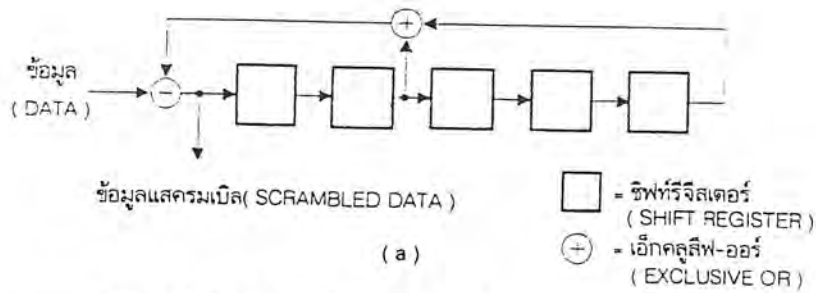 +
ข้อมูล
( DATA )
−
ข้อมูลแสครมเบิล( SCRAMBLED DATA )
( a )
= ชิฟท์รีจีสเตอร์
( SHIFT REGISTER )
+ = เอ็กคลูสีฟ-ออร์
( EXCLUSIVE OR )